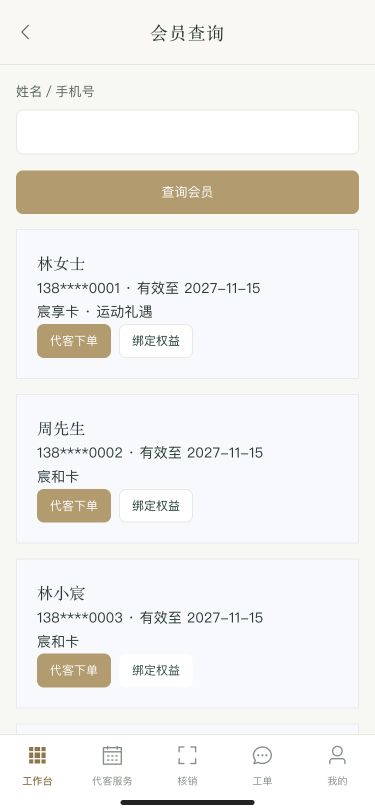 会员查询
姓名 / 手机号
查询会员
林女士
138****0001 · 有效至 2027-11-15
宸享卡 · 运动礼遇
代客下单 绑定权益
周先生
138****0002 · 有效至 2027-11-15
宸和卡
代客下单 绑定权益
林小宸
138****0003 · 有效至 2027-11-15
宸和卡
代客下单 绑定权益
工作台 代客服务 核销 工单 我的